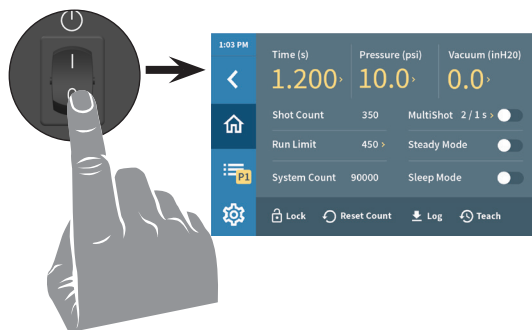 1:03 PM
Time (s) Pressure (psi) Vacuum (inH20)
1.200 10.0 0.0
Shot Count 350 MultiShot 2 / 1 s
Run Limit 450 Steady Mode
System Count 90000 Sleep Mode
P1
Lock Reset Count Log Teach